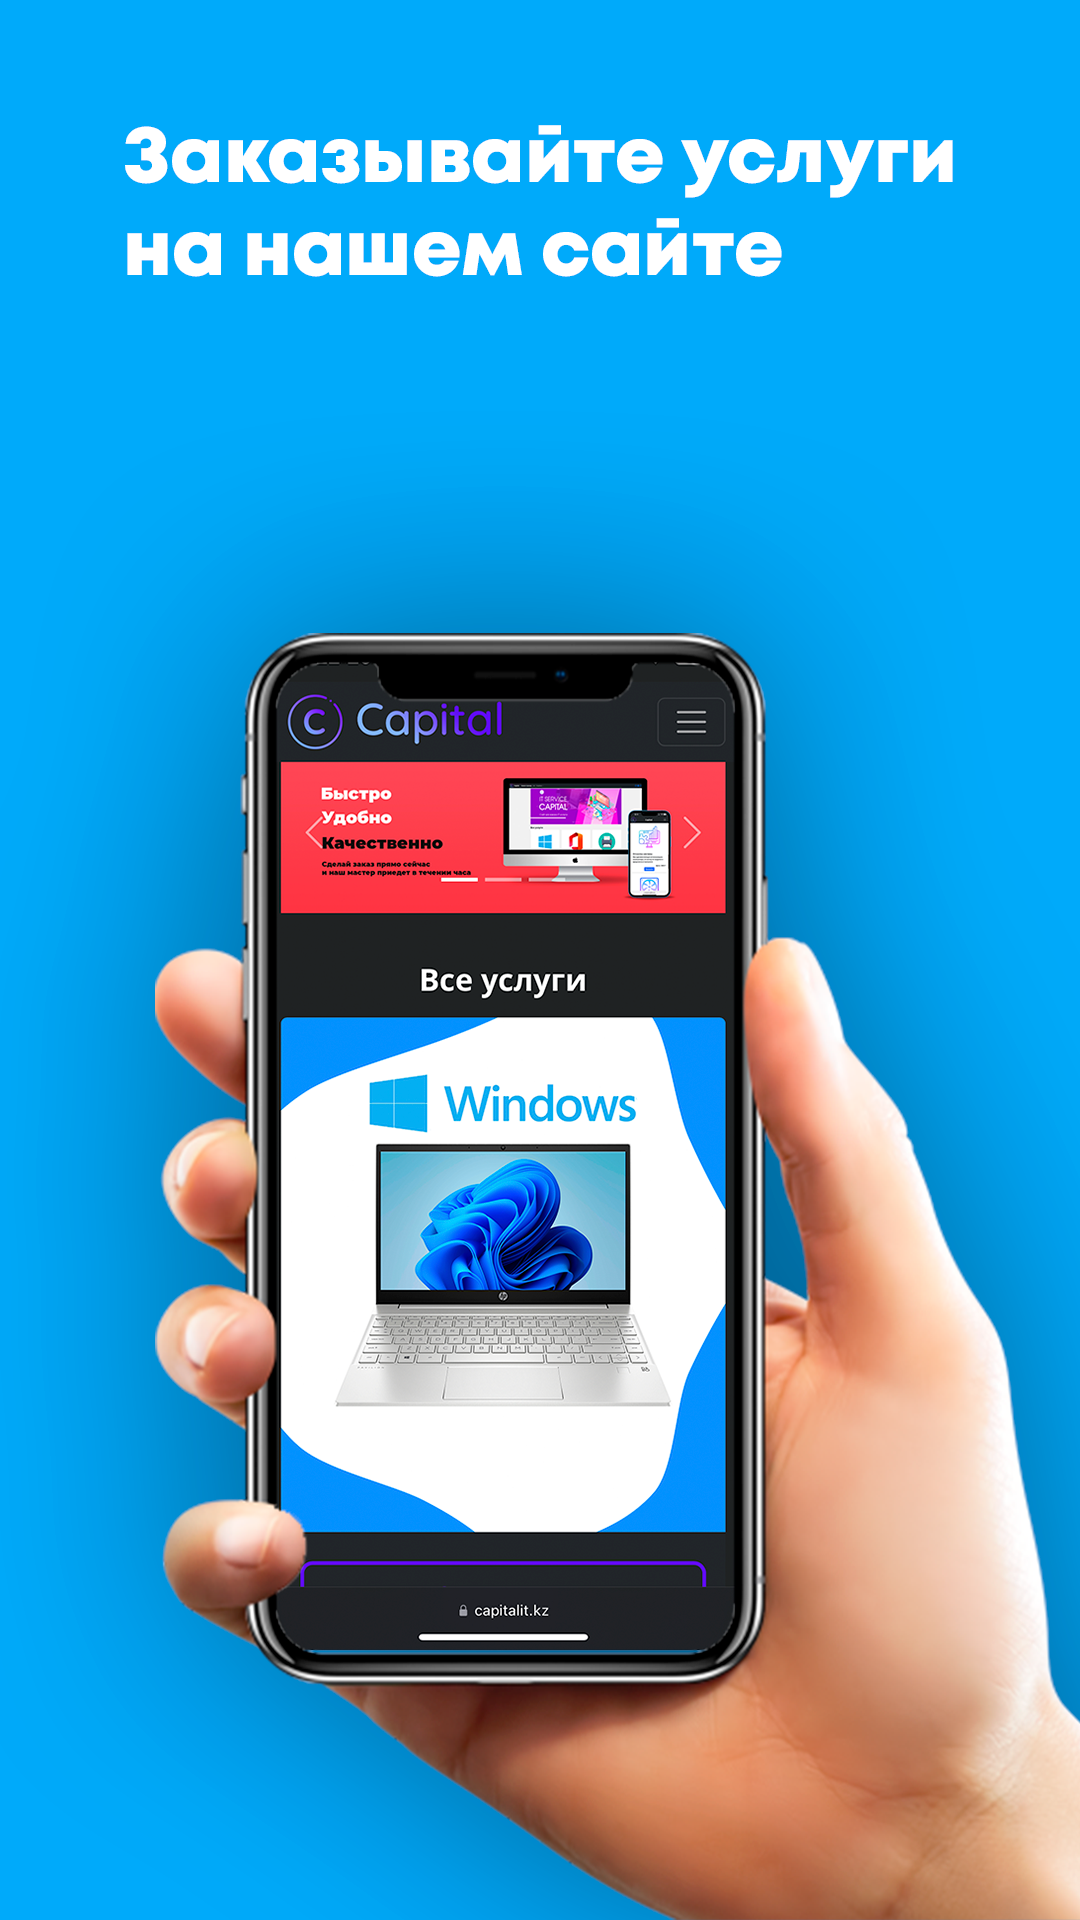 Заказывайте услуги
на нашем сайте
C Capital
Быстро
Удобно
Качественно
Сделай заказ прямо сейчас
и наш мастер приедет в течении часа
IT SERVICE
CAPITAL
Все услуги
Windows
hp
capitalit.kz